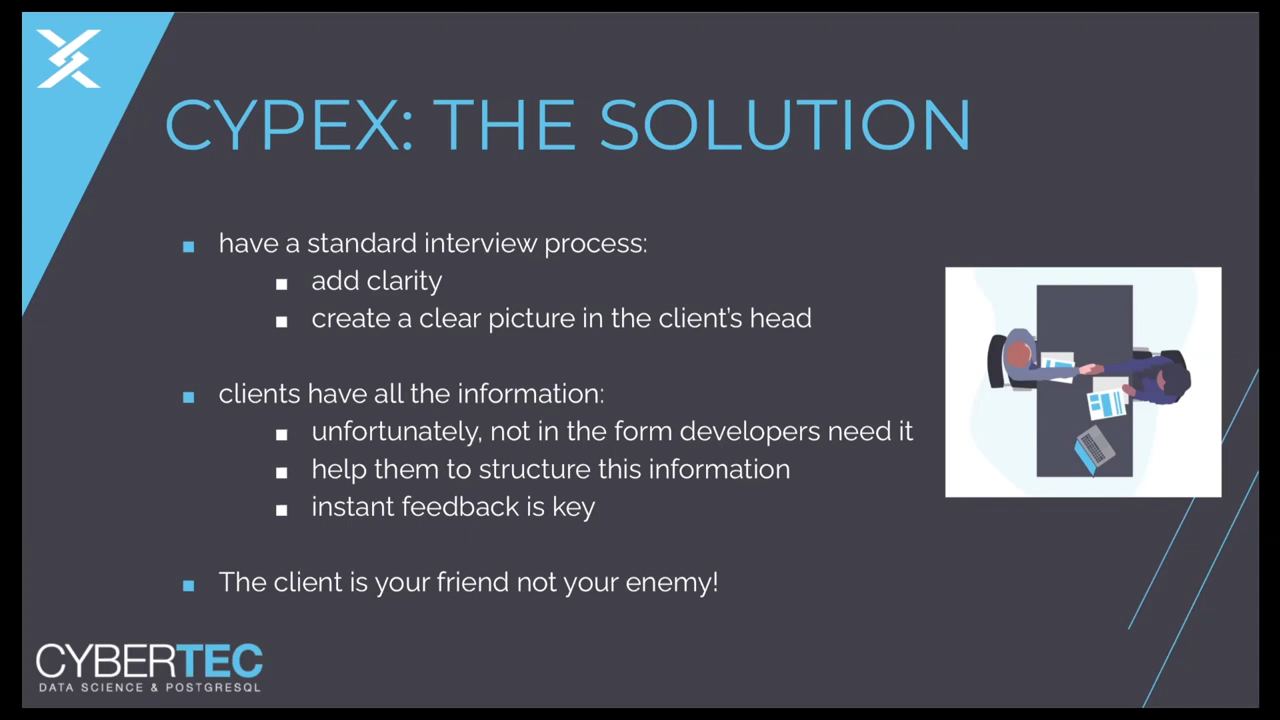 CYPEX: THE SOLUTION
have a standard interview process:
add clarity
create a clear picture in the client's head
clients have all the information:
unfortunately, not in the form developers need it
help them to structure this information
instant feedback is key
The client is your friend not your enemy!
CYBERTEC
DATA SCIENCE & POSTGRESQL